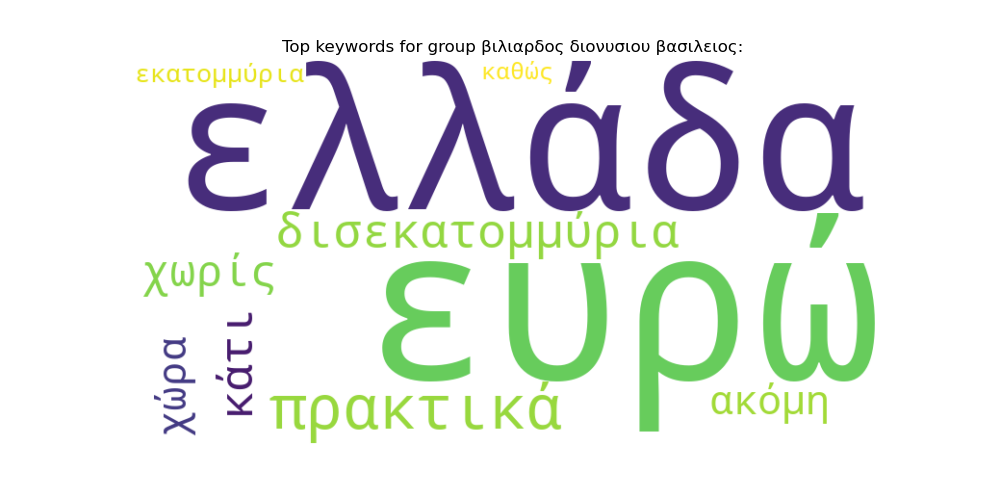 Top keywords for group βιλιαρδος διονυσιου βασιλειος:
εκατομμύρια
καθώς
ελλάδα
δισεκατομμύρια
χωρίς
ευρώ
χώρα
κάτι
πρακτικά
ακόμη